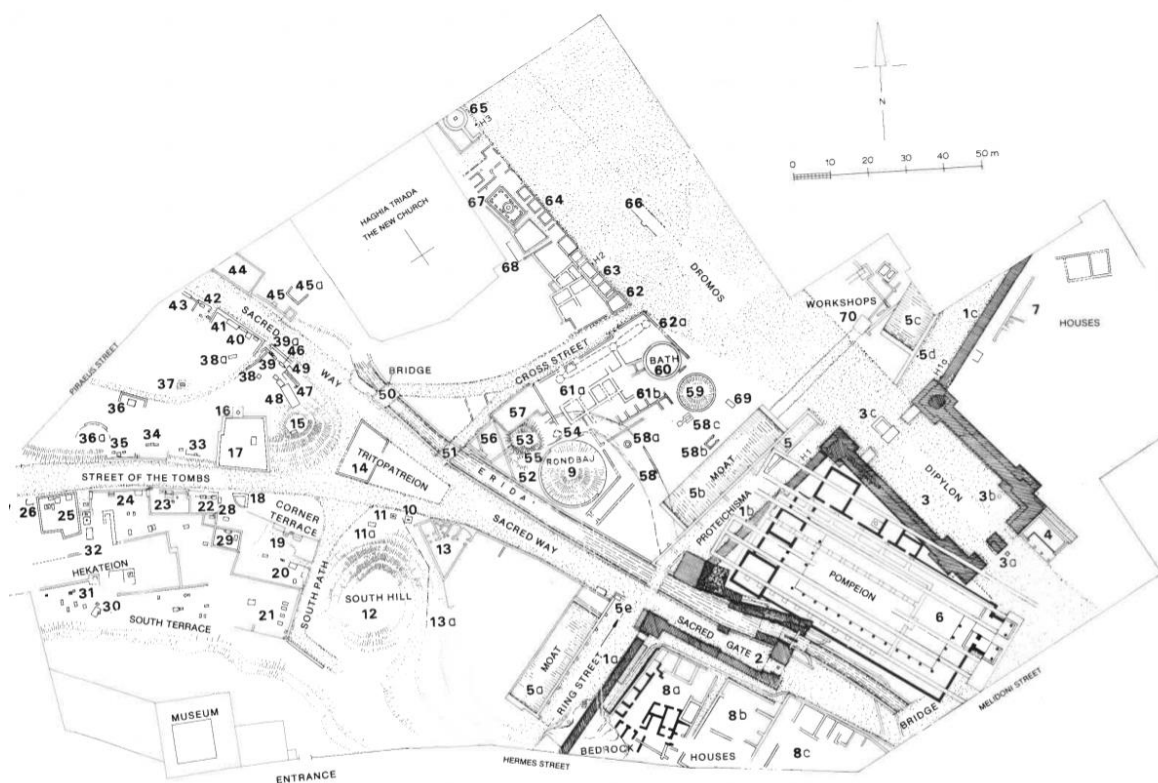 65
H3
N
0 10 20 30 40 50 m
HAGHIA TRIADA
THE NEW CHURCH
67
64
66
68
H2
63
62
DROMOS
62a
44
45
45a
43
42
SACRED
WAY
41
40
39a
46
38a
39
49
38
47
37
48
PIRAEUS STREET
36
16
15
36a
35
34
33
17
BRIDGE
50
CROSS STREET
BATH
60
61a
61b
59
69
57
56
53
54
58a
58c
58b
51
55
52
RONDBAJ
9
58
ERIDA
WORKSHOPS
70
5c
5d
1c
7
HOUSES
H1a
3c
5
MOAT
5b
H1
PROTEICHISMA
1b
DIPYLON
3
3b
3a
4
POMPEION
6
STREET OF THE TOMBS
TRITOPATREION
14
26
25
24
23
22
18
28
CORNER
TERRACE
29
19
32
20
HEKATEION
31
30
21
SOUTH TERRACE
SOUTH PATH
11
10
11a
13
SOUTH HILL
12
13a
SACRED WAY
MOAT
5a
5e
RING STREET
1a
SACRED
GATE
2
8a
8b
8c
BEDROCK
HOUSES
BRIDGE
MELIDONI STREET
HERMES STREET
MUSEUM
ENTRANCE